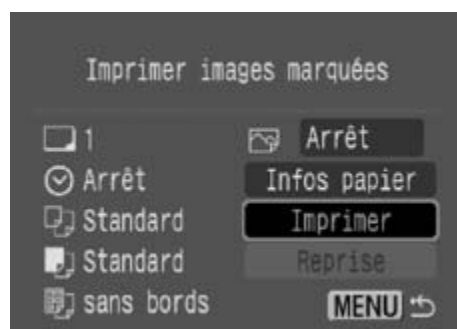 Imprimer images marquées
1
Arrêt
Arrêt
Infos papier
Standard
Imprimer
Standard
Reprise
sans bords
MENU